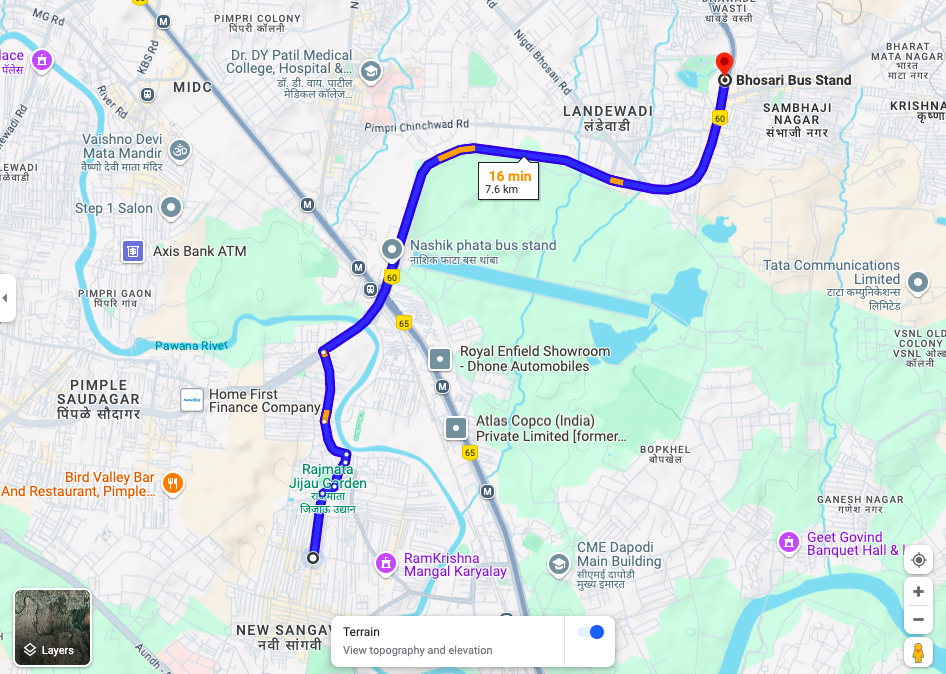 MG Rd
M
PIMPRI COLONY
पिंपरी कॉलनी
DHAWADE
WASTI
धावडे वस्ती
KBS Rd
Nigdi Bhosari Rd
lace
पॅलेस
Dr. DY Patil Medical
College, Hospital &...
डॉ. डी. वाय. पाटील
मेडिकल कॉलेज...
BHARAT
MATA NAGAR
भारत
माटा नगर
MIDC
River Rd
Bhosari Bus Stand
60
SAMBHAJI
NAGAR
संभाजी नगर
KRISHNA
कृष्णा
LANDEWADI
लंडेवाडी
Pimpri Chinchwad Rd
Vaishno Devi
Mata Mandir
वैष्णो देवी माता मंदिर
16 min
7.6 km
Step 1 Salon
M
Axis Bank ATM
Nashik phata bus stand
नाशिक फाटा बस थांबा
M
60
Tata Communications
Limited
टाटा कम्युनिकेशन्स
लिमिटेड
PIMPRI GAON
पिंपरि गांव
65
VSNL OLD
COLONY
VSNL ओल्ड
कॉलनी
Pawana River
Royal Enfield Showroom
- Dhone Automobiles
M
PIMPLE
SAUDAGAR
पिंपळे सौदागर
Home First
Finance Company
Atlas Copco (India)
Private Limited [former...
65
BOPKHEL
बोपखेल
Bird Valley Bar
And Restaurant, Pimple...
Rajmata
Jijau Garden
राजमाता
जिजाऊ उद्यान
M
GANESH NAGAR
गणेश नगर
Geet Govind
Banquet Hall &
RamKrishna
Mangal Karyalay
CME Dapodi
Main Building
सीएमई दापोडी
मुख्य इमारत
NEW SANGAV
नवी सांगवी
Aundh -
Layers
Terrain
View topography and elevation